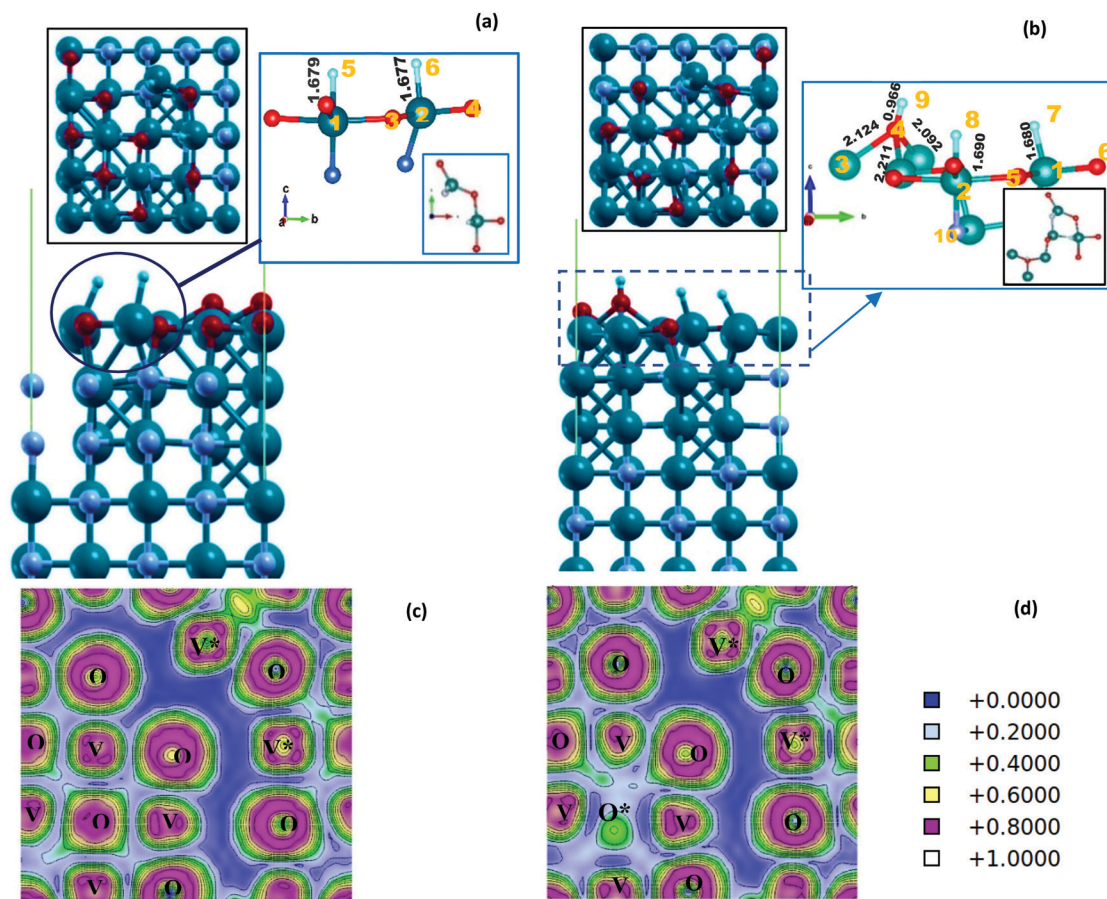 (a)
5
6
1.679
1.677
1
3
2
4
c
a
b
(b)
9
0.966
4
2.124
2.092
8
7
3
2.211
1.690
1.680
6
5
1
2
10
c
b
(c)
V*
O
O
O
V
O
V*
V
O
V
O
V
O
(d)
V*
O
O
O
V
O
V*
V
O*
V
O
V
O
+0.0000
+0.2000
+0.4000
+0.6000
+0.8000
+1.0000